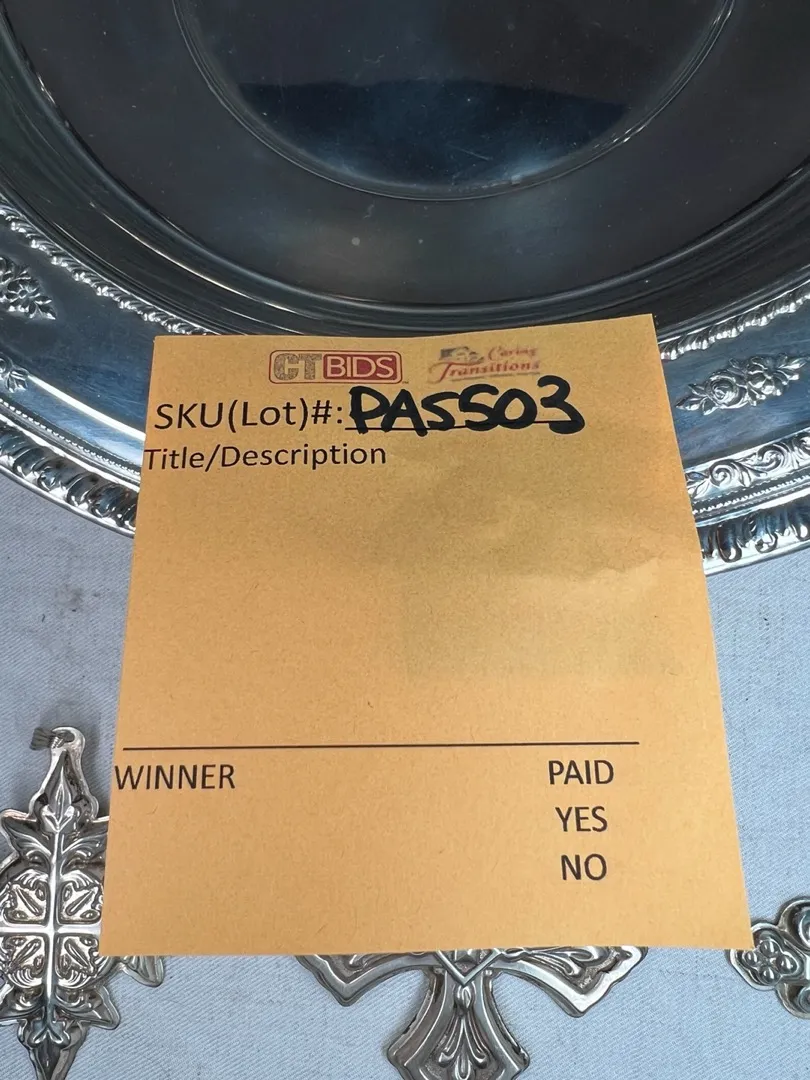 CTBIDS
Caring Transitions
SKU(Lot)#: PAS503
Title/Description
WINNER PAID
YES
NO